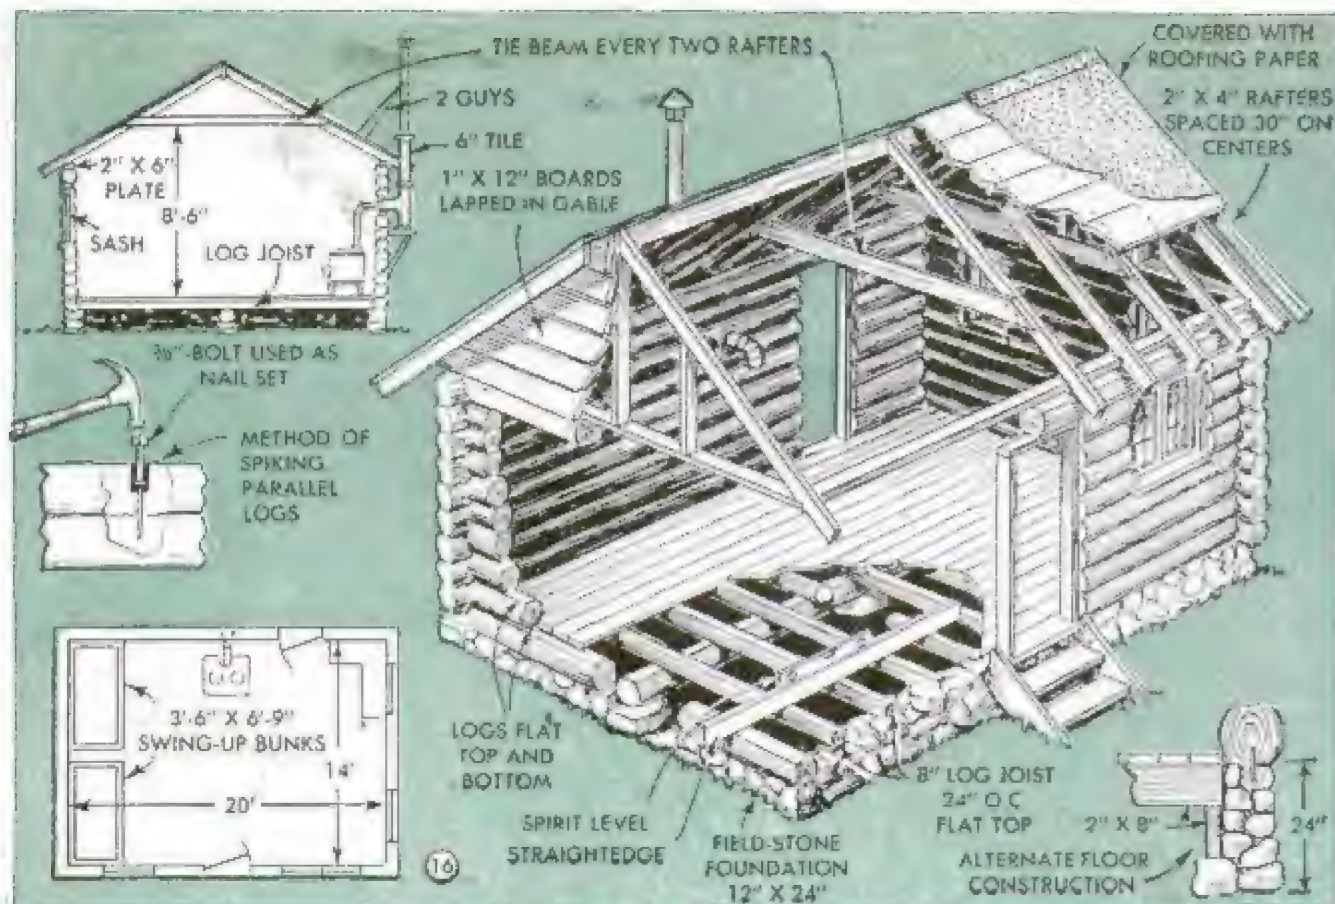 TIE BEAM EVERY TWO RAFTERS
2 GUYS
6" TILE
1" X 12" BOARDS
LAPPED IN GABLE
COVERED WITH
ROOFING PAPER
2" X 4" RAFTERS
SPACED 30" ON
CENTERS
2" X 6"
PLATE
8'-6"
SASH
LOG JOIST
⅜"-BOLT USED AS
NAIL SET
METHOD OF
SPIKING
PARALLEL
LOGS
3'-6" X 6'-9"
SWING-UP BUNKS
14'
20'
16
LOGS FLAT
TOP AND
BOTTOM
SPIRIT LEVEL
STRAIGHTEDGE
FIELD-STONE
FOUNDATION
12" X 24"
8" LOG JOIST
24" O C
FLAT TOP
2" X 8"
24"
ALTERNATE FLOOR
CONSTRUCTION